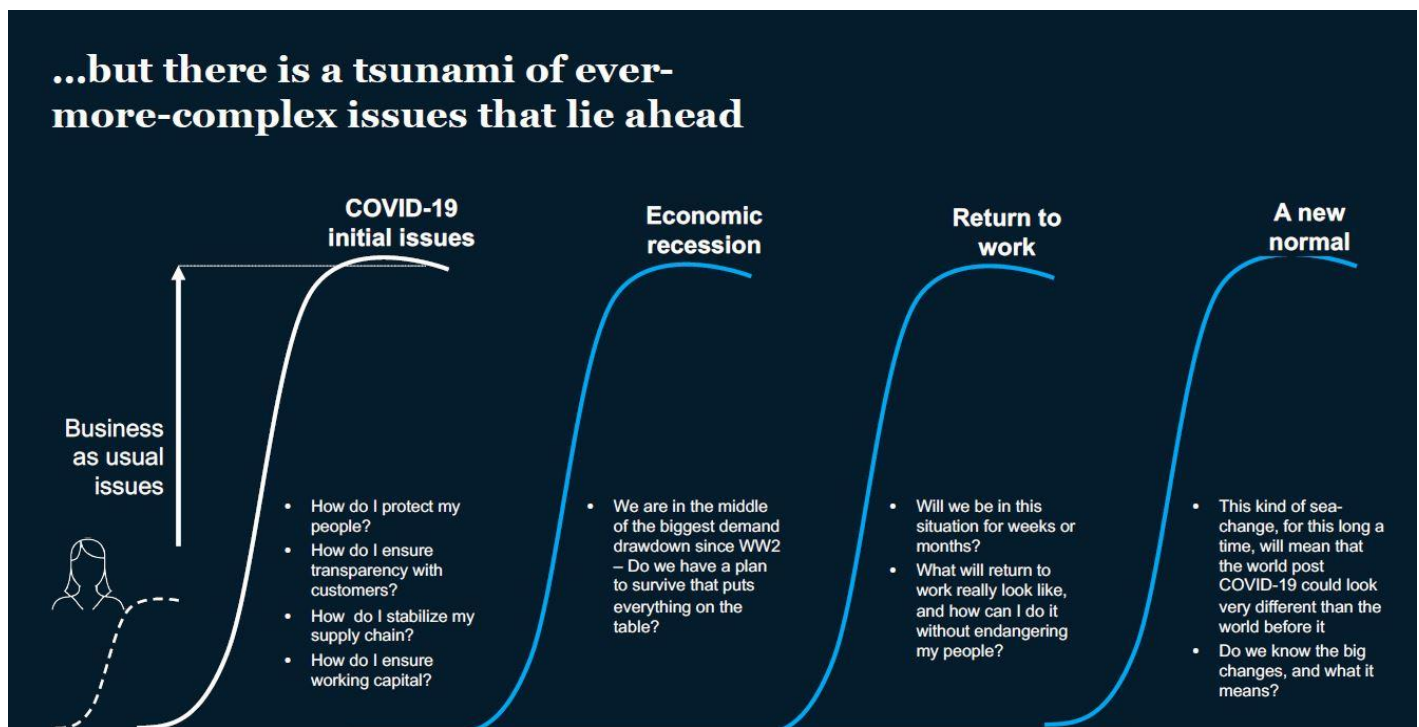 ...but there is a tsunami of ever-
more-complex issues that lie ahead
COVID-19
initial issues
Economic
recession
Return to
work
A new
normal
Business
as usual
issues
• How do I protect my
people?
• How do I ensure
transparency with
customers?
• How  do I stabilize my
supply chain?
• How do I ensure
working capital?
• We are in the middle
of the biggest demand
drawdown since WW2
– Do we have a plan
to survive that puts
everything on the
table?
• Will we be in this
situation for weeks or
months?
• What will return to
work really look like,
and how can I do it
without endangering
my people?
• This kind of sea-
change, for this long a
time, will mean that
the world post
COVID-19 could look
very different than the
world before it
• Do we know the big
changes, and what it
means?